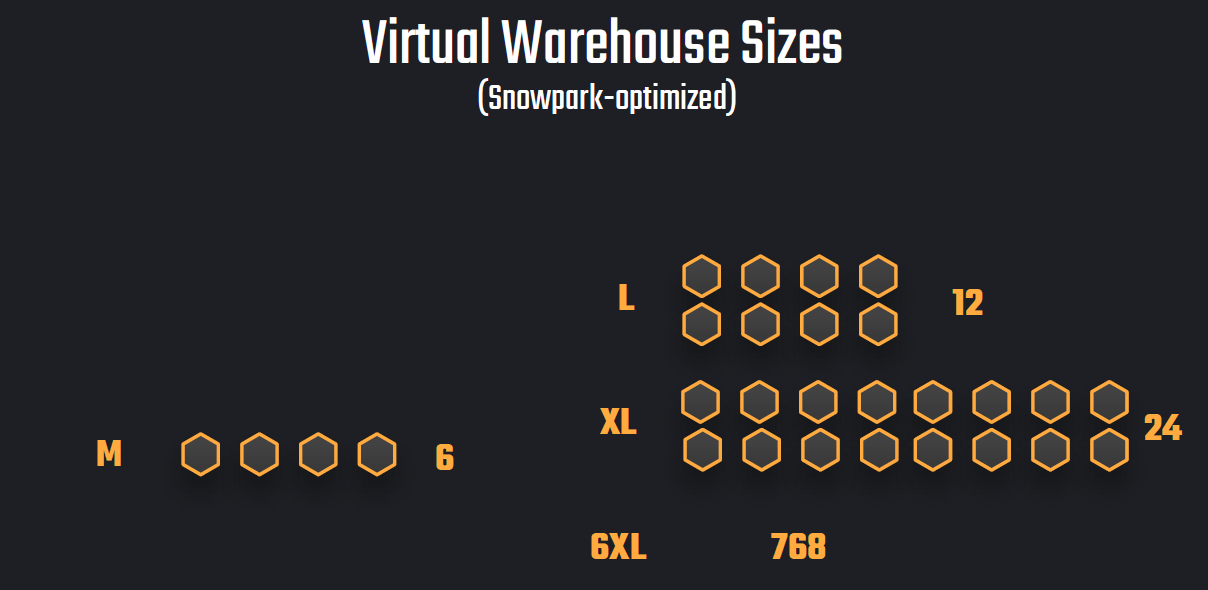 Virtual Warehouse Sizes
(Snowpark-optimized)
M 6
L 12
XL 24
6XL 768